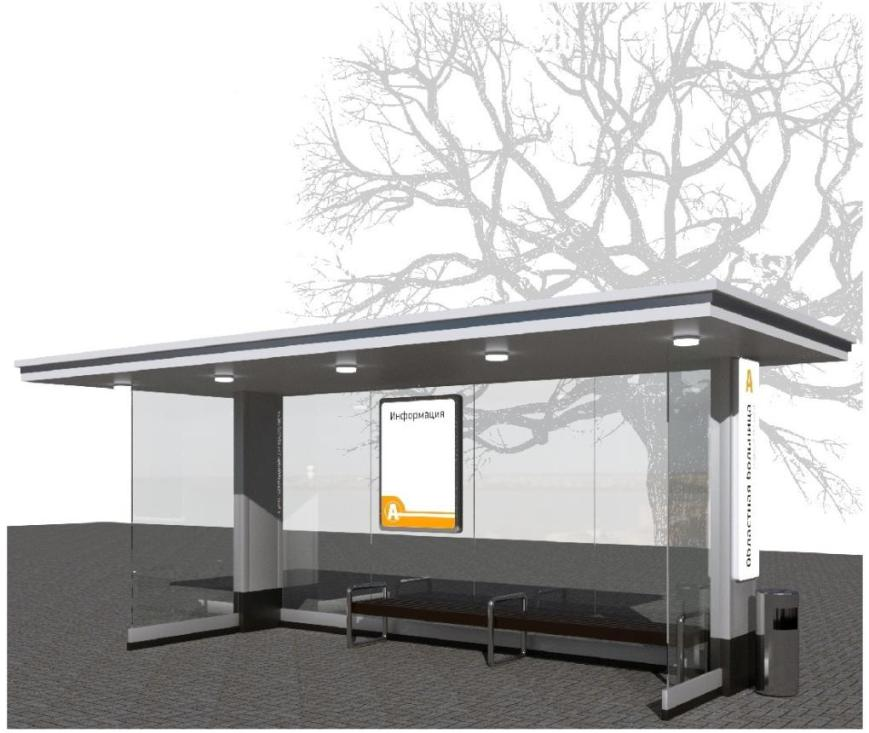 Информация
А
А
Областная больница